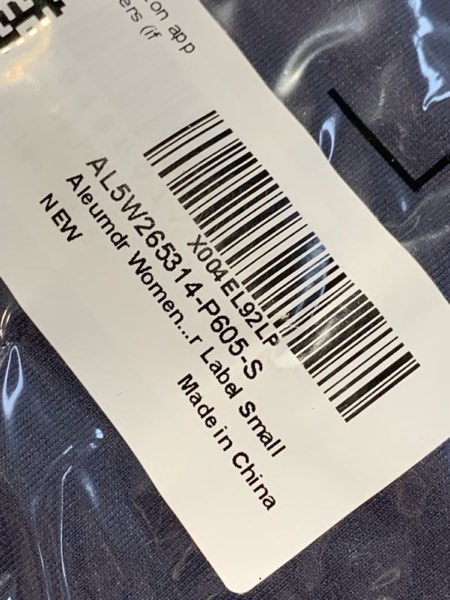 on app
ers (if
X004EL92LP
AL5W265314-P605-S
Aleumdr Women...r Label Small
NEW
Made in China